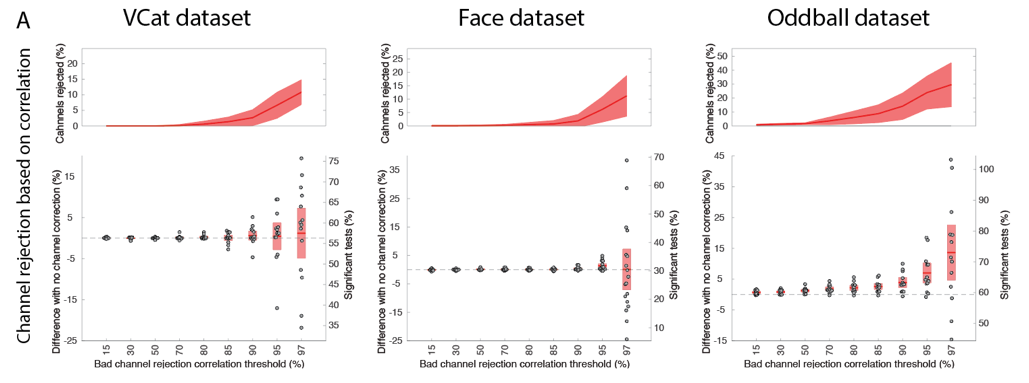 A
VCat dataset
Face dataset
Oddball dataset
Channel rejection based on correlation
Cahnnels rejected (%)
25
20
15
10
5
0
Difference with no channel correction (%)
15
5
-5
-15
-25
75
70
65
60
55
50
45
40
35
Significant tests (%)
15 30 50 70 80 85 90 95 97
Bad channel rejection correlation threshold (%)
Cahnnels rejected (%)
25
20
15
10
5
0
Difference with no channel correction (%)
35
25
15
5
-5
-15
-25
70
60
50
40
30
20
10
Significant tests (%)
15 30 50 70 80 85 90 95 97
Bad channel rejection correlation threshold (%)
Cahnnels rejected (%)
50
40
30
20
10
0
Difference with no channel correction (%)
45
35
25
15
5
-5
-15
100
90
80
70
60
50
Significant tests (%)
15 30 50 70 80 85 90 95 97
Bad channel rejection correlation threshold (%)